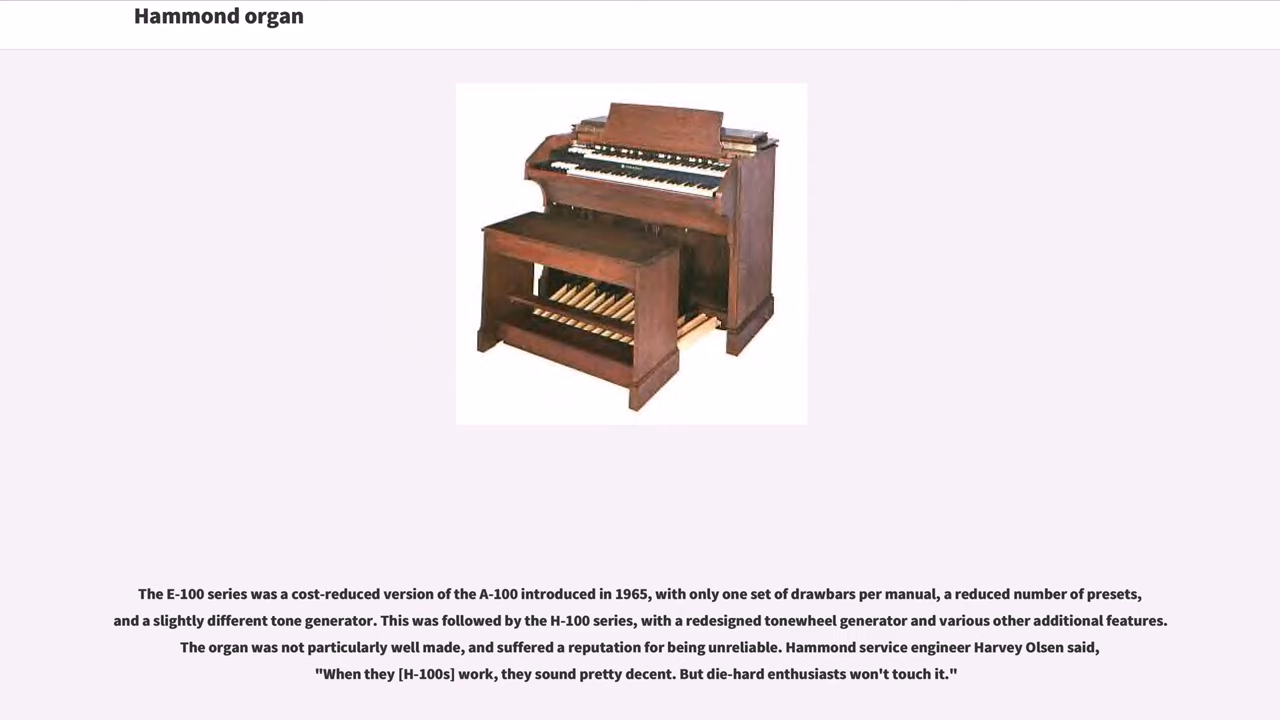 Hammond organ
The E-100 series was a cost-reduced version of the A-100 introduced in 1965, with only one set of drawbars per manual, a reduced number of presets,
and a slightly different tone generator. This was followed by the H-100 series, with a redesigned tonewheel generator and various other additional features.
The organ was not particularly well made, and suffered a reputation for being unreliable. Hammond service engineer Harvey Olsen said,
"When they [H-100s] work, they sound pretty decent. But die-hard enthusiasts won't touch it."